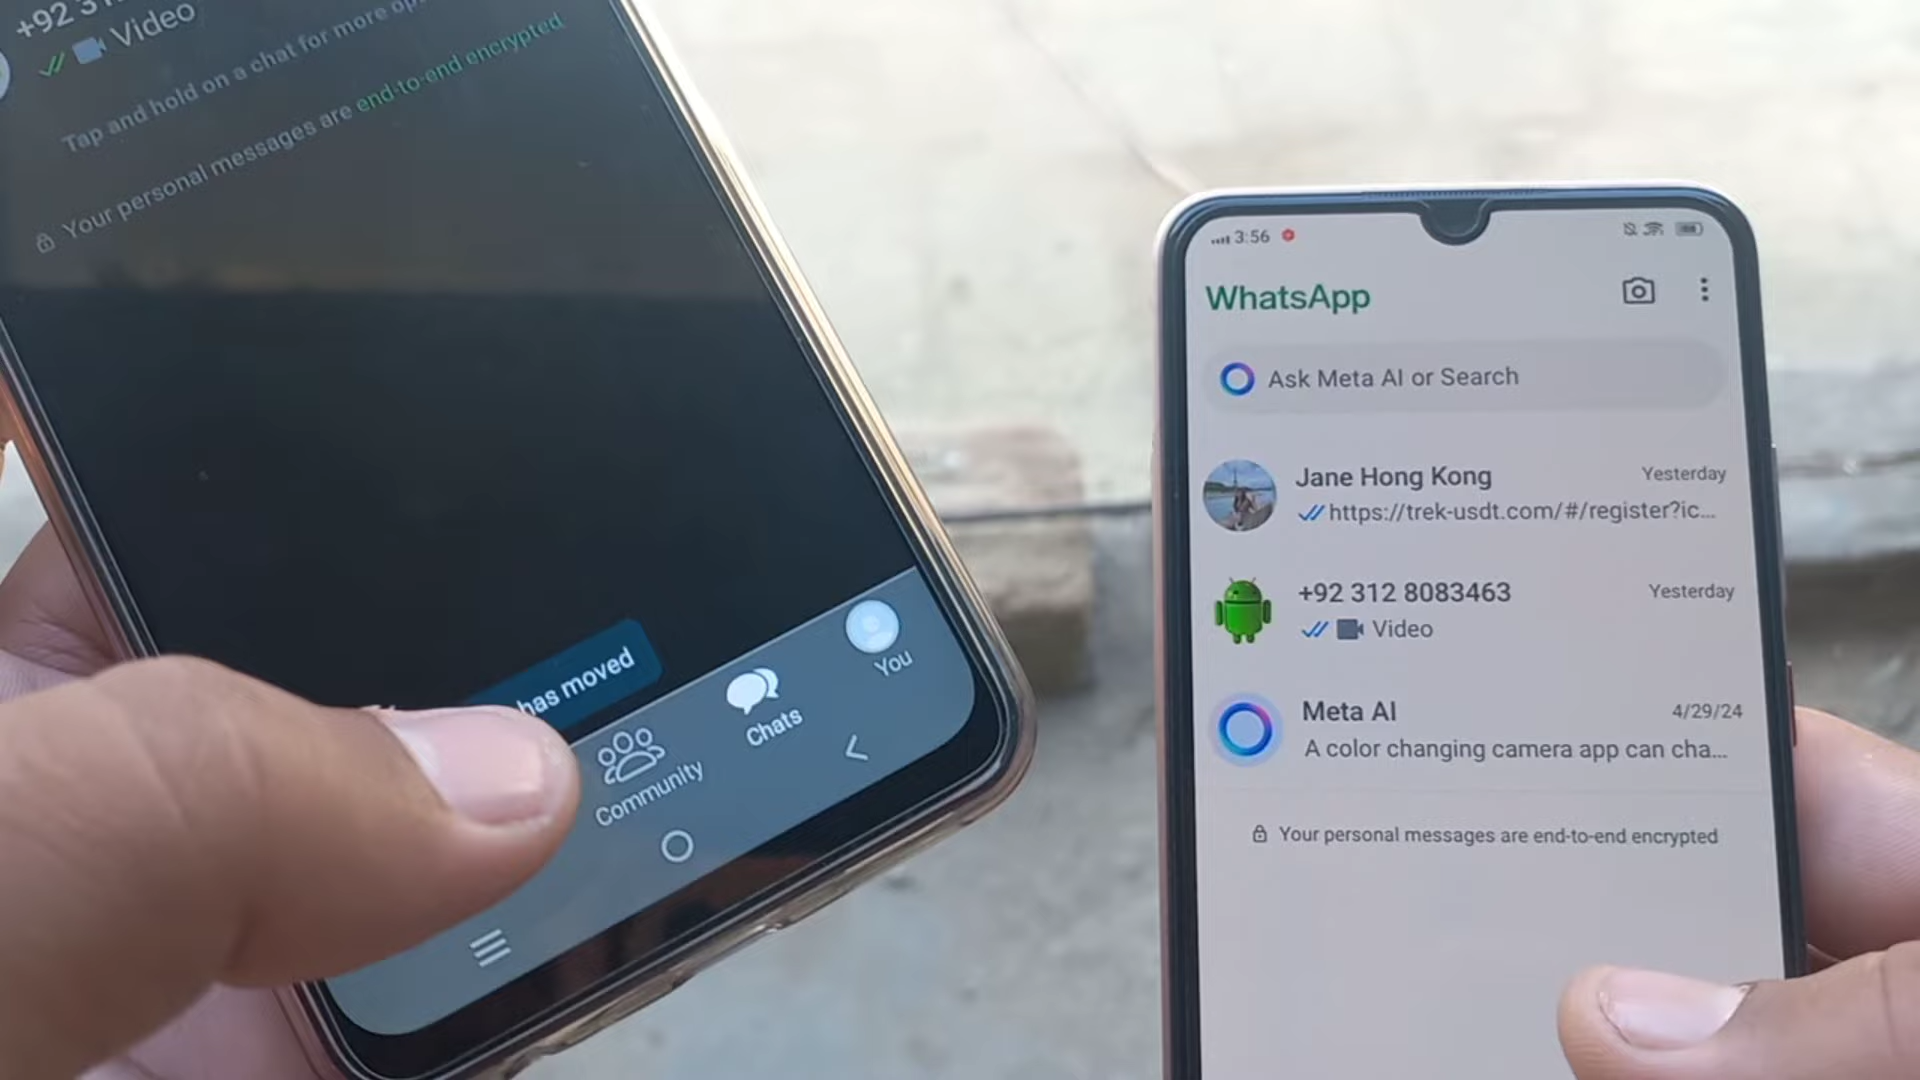 +92 31
Video
Tap and hold on a chat for more
Your personal messages are end-to-end encrypted
has moved
You
Chats
Community
3:56
WhatsApp
Ask Meta AI or Search
Jane Hong Kong Yesterday
https://trek-usdt.com/#/register?ic...
+92 312 8083463 Yesterday
Video
Meta AI 4/29/24
A color changing camera app can cha...
Your personal messages are end-to-end encrypted